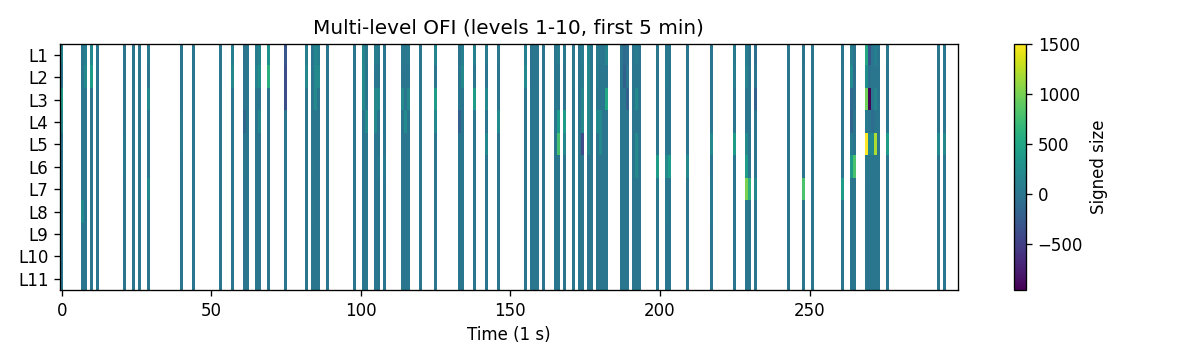 Multi-level OFI (levels 1-10, first 5 min)
L1
L2
L3
L4
L5
L6
L7
L8
L9
L10
L11
0 50 100 150 200 250
Time (1 s)
1500
1000
500
0
−500
Signed size